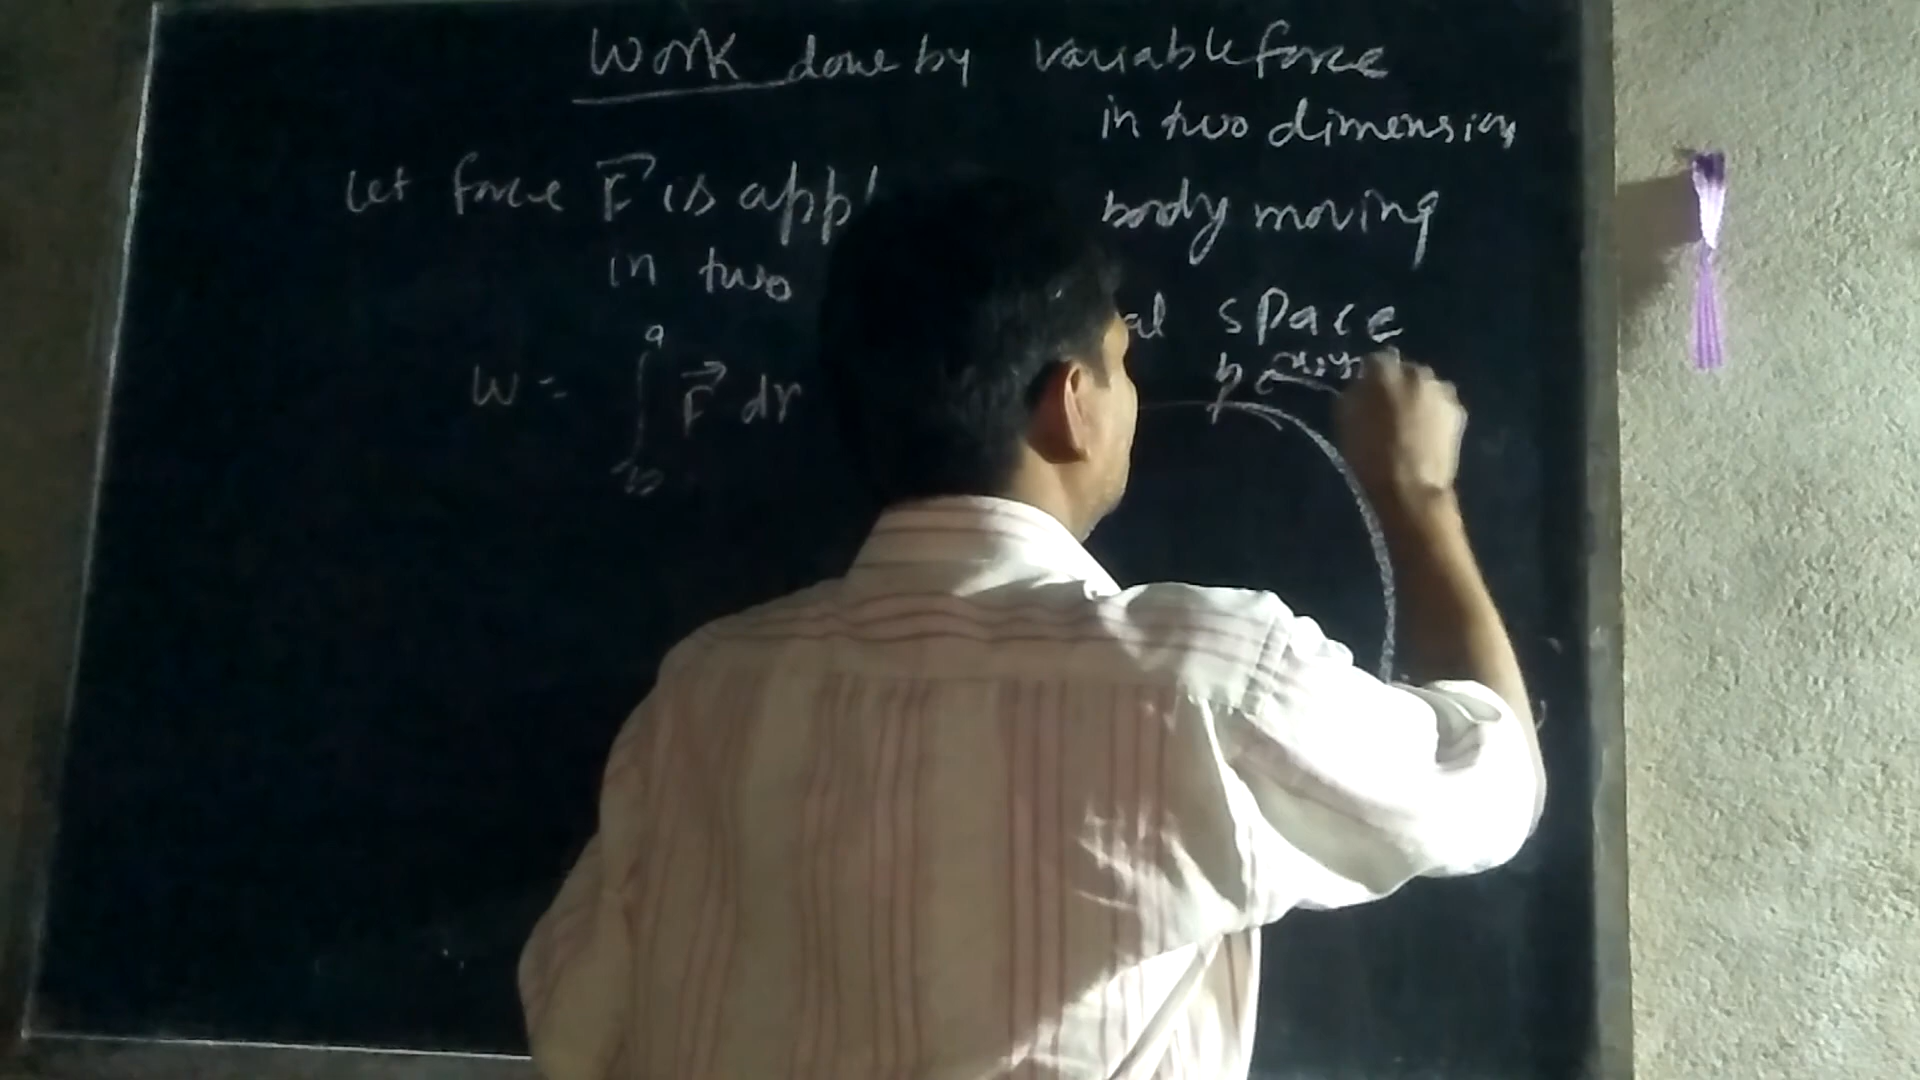 Work done by variable force
in two dimension
Let force F⃗ is appl body moving
in two al space
a
W = ∫ F⃗ dr
b
b